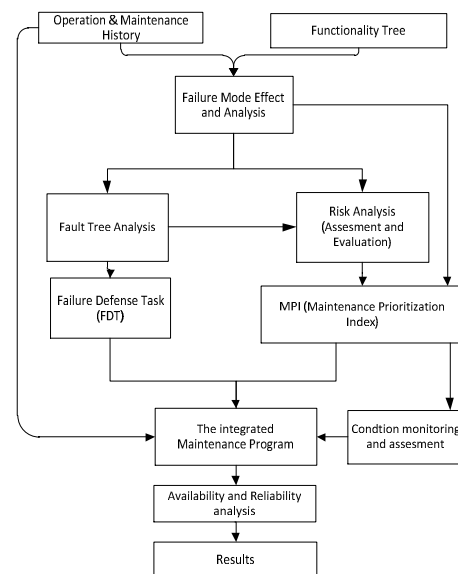 Operation & Maintenance
History
Functionality Tree
Failure Mode Effect
and Analysis
Fault Tree Analysis
Risk Analysis
(Assesment and
Evaluation)
Failure Defense Task
(FDT)
MPI (Maintenance Prioritization
Index)
The integrated
Maintenance Program
Condtion monitoring
and assesment
Availability and Reliability
analysis
Results